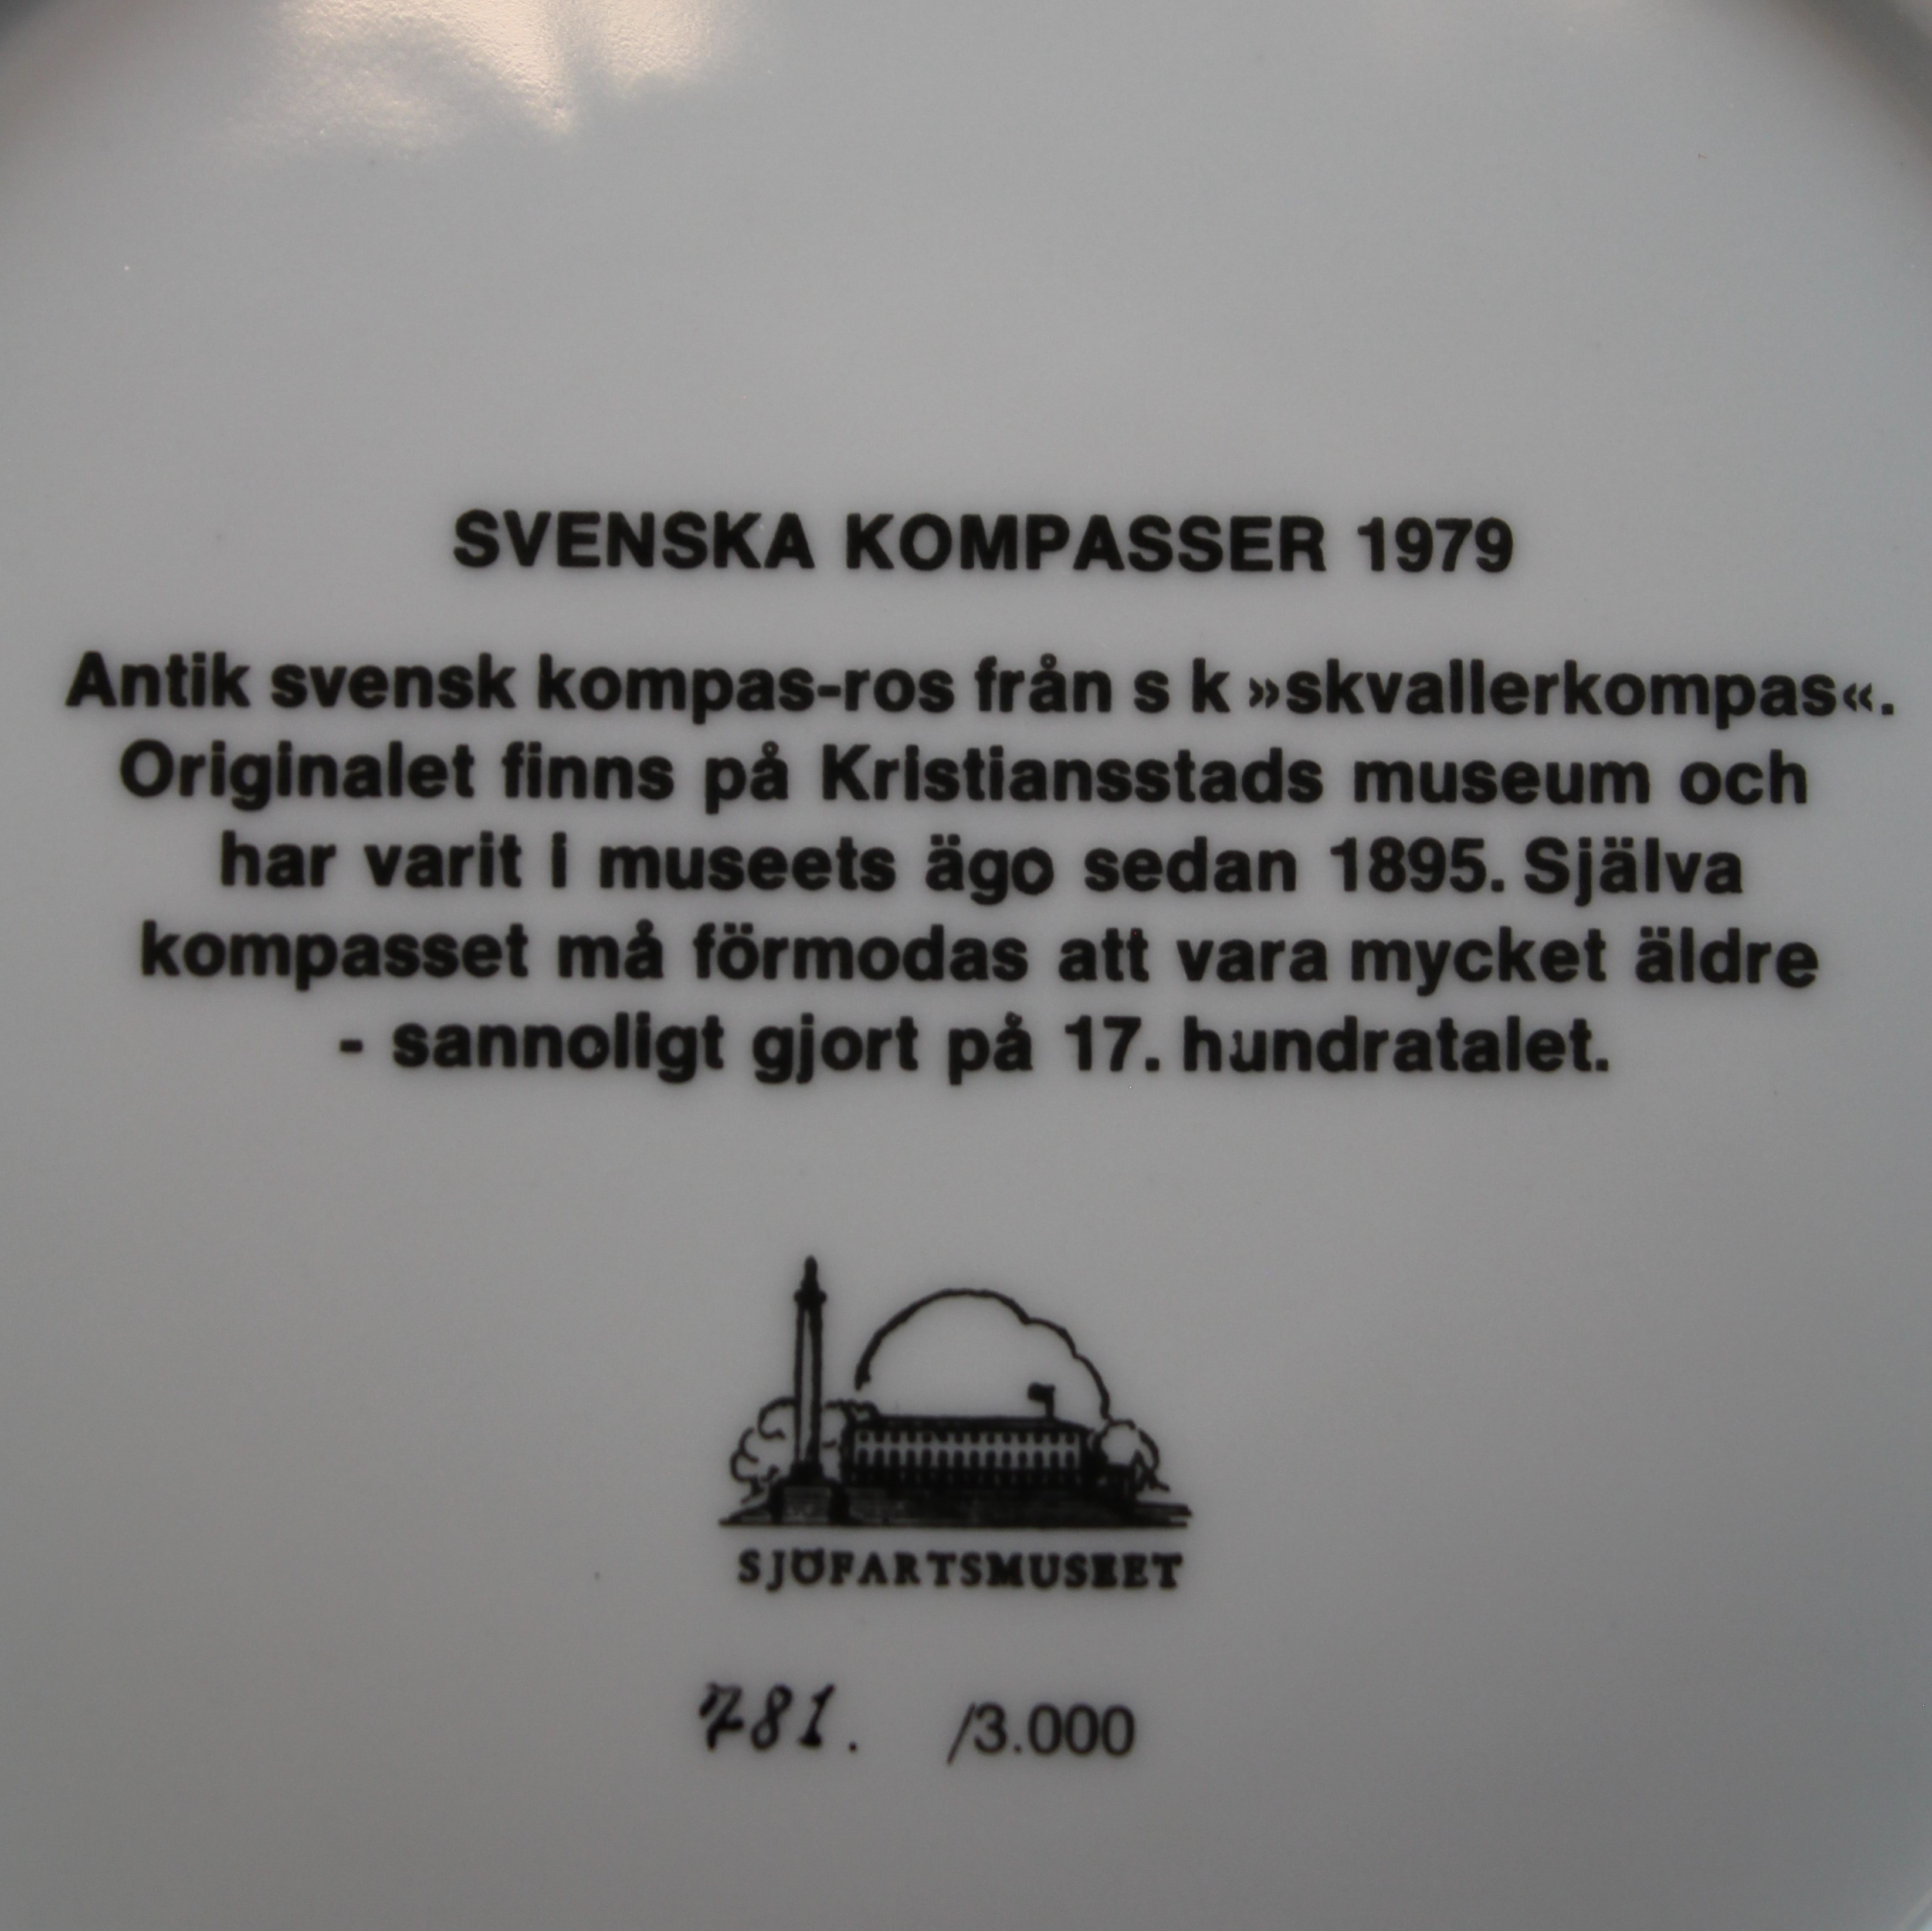 SVENSKA KOMPASSER 1979
Antik svensk kompas-ros från s k »skvallerkompas«.
Originalet finns på Kristiansstads museum och
har varit i museets ägo sedan 1895. Själva
kompasset må förmodas att vara mycket äldre
- sannoligt gjort på 17. hundratalet.
SJÖFARTSMUSEET
781. /3.000